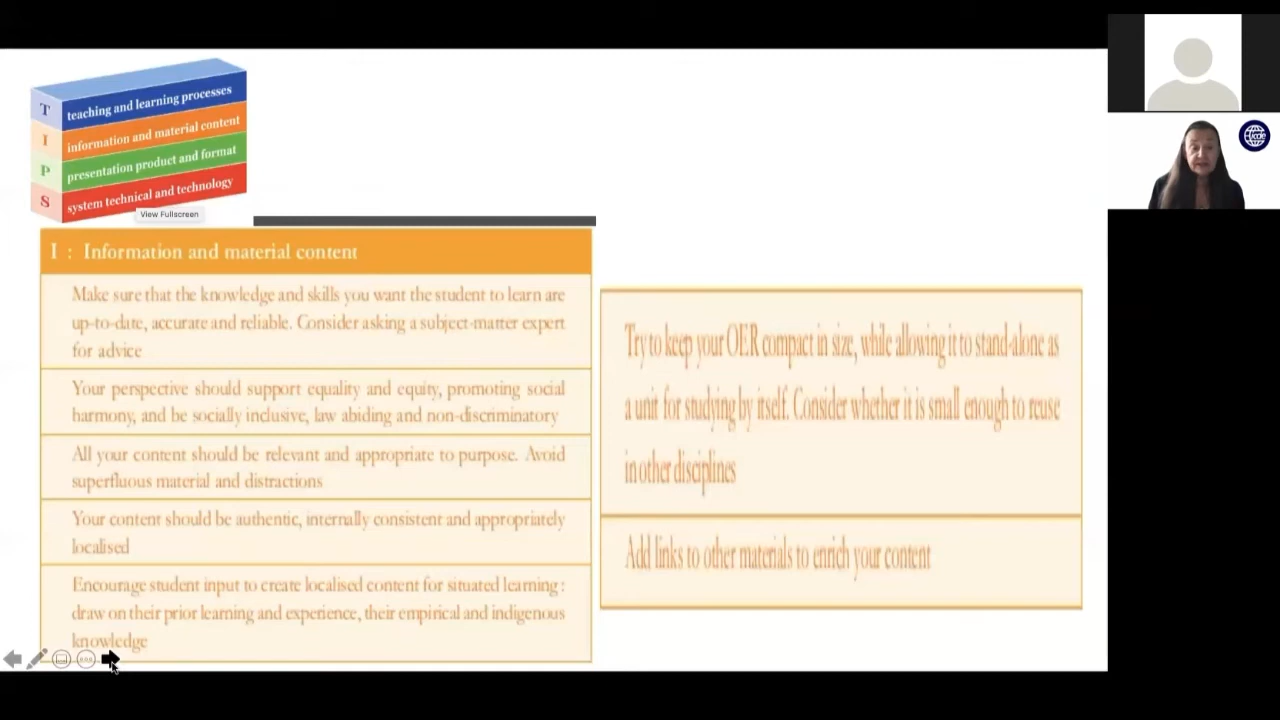 T teaching and learning processes
I information and material content
P presentation product and format
S system technical and technology
View Fullscreen
I : Information and material content
Make sure that the knowledge and skills you want the student to learn are
up-to-date, accurate and reliable. Consider asking a subject-matter expert
for advice
Your perspective should support equality and equity, promoting social
harmony, and be socially inclusive, law abiding and non-discriminatory
All your content should be relevant and appropriate to purpose. Avoid
superfluous material and distractions
Your content should be authentic, internally consistent and appropriately
localised
Encourage student input to create localised content for situated learning:
draw on their prior learning and experience, their empirical and indigenous
knowledge
Try to keep your OER compact in size, while allowing it to stand-alone as
a unit for studying by itself. Consider whether it is small enough to reuse
in other disciplines
Add links to other materials to enrich your content
icde